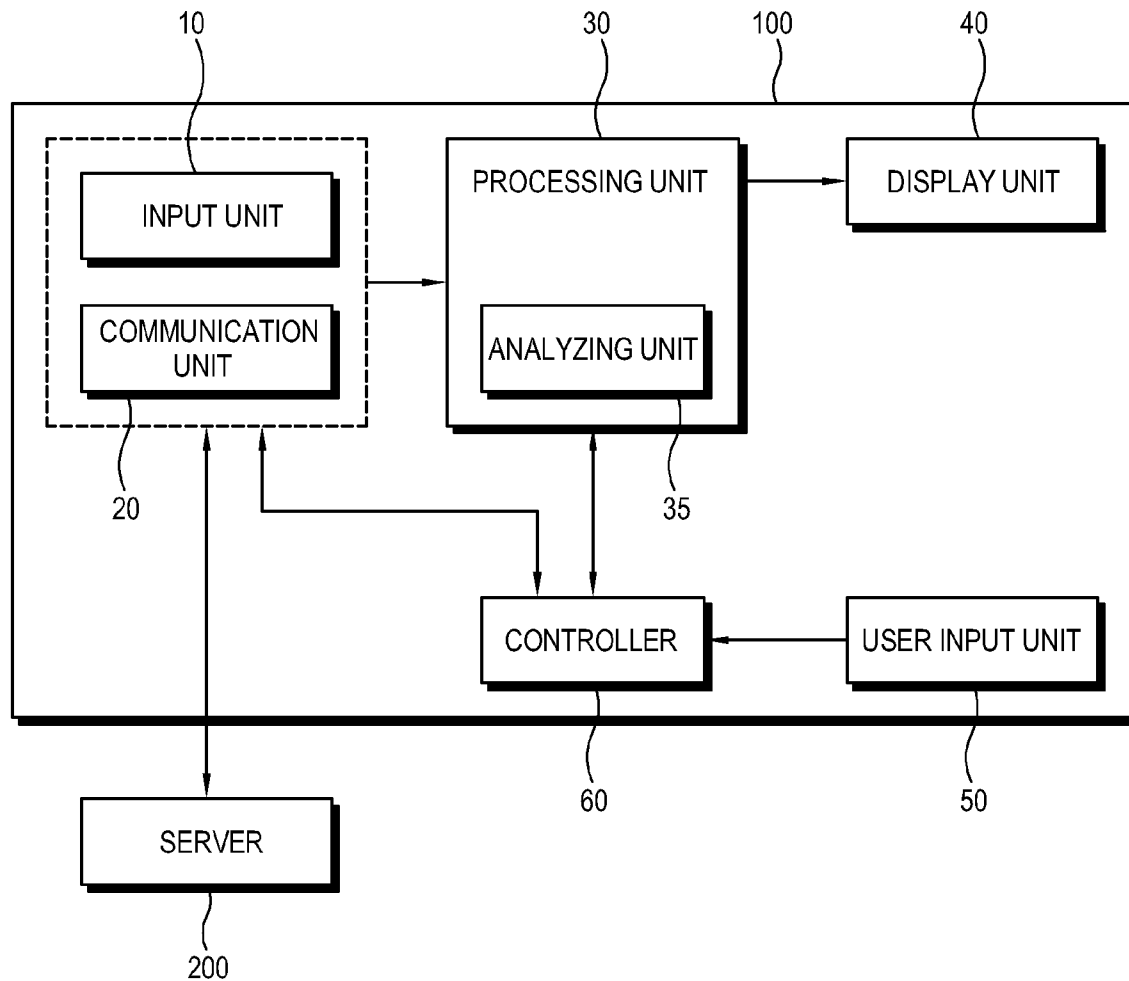 10
30
100
40
INPUT UNIT
PROCESSING UNIT
DISPLAY UNIT
COMMUNICATION
UNIT
ANALYZING UNIT
20
35
CONTROLLER
USER INPUT UNIT
60
50
SERVER
200